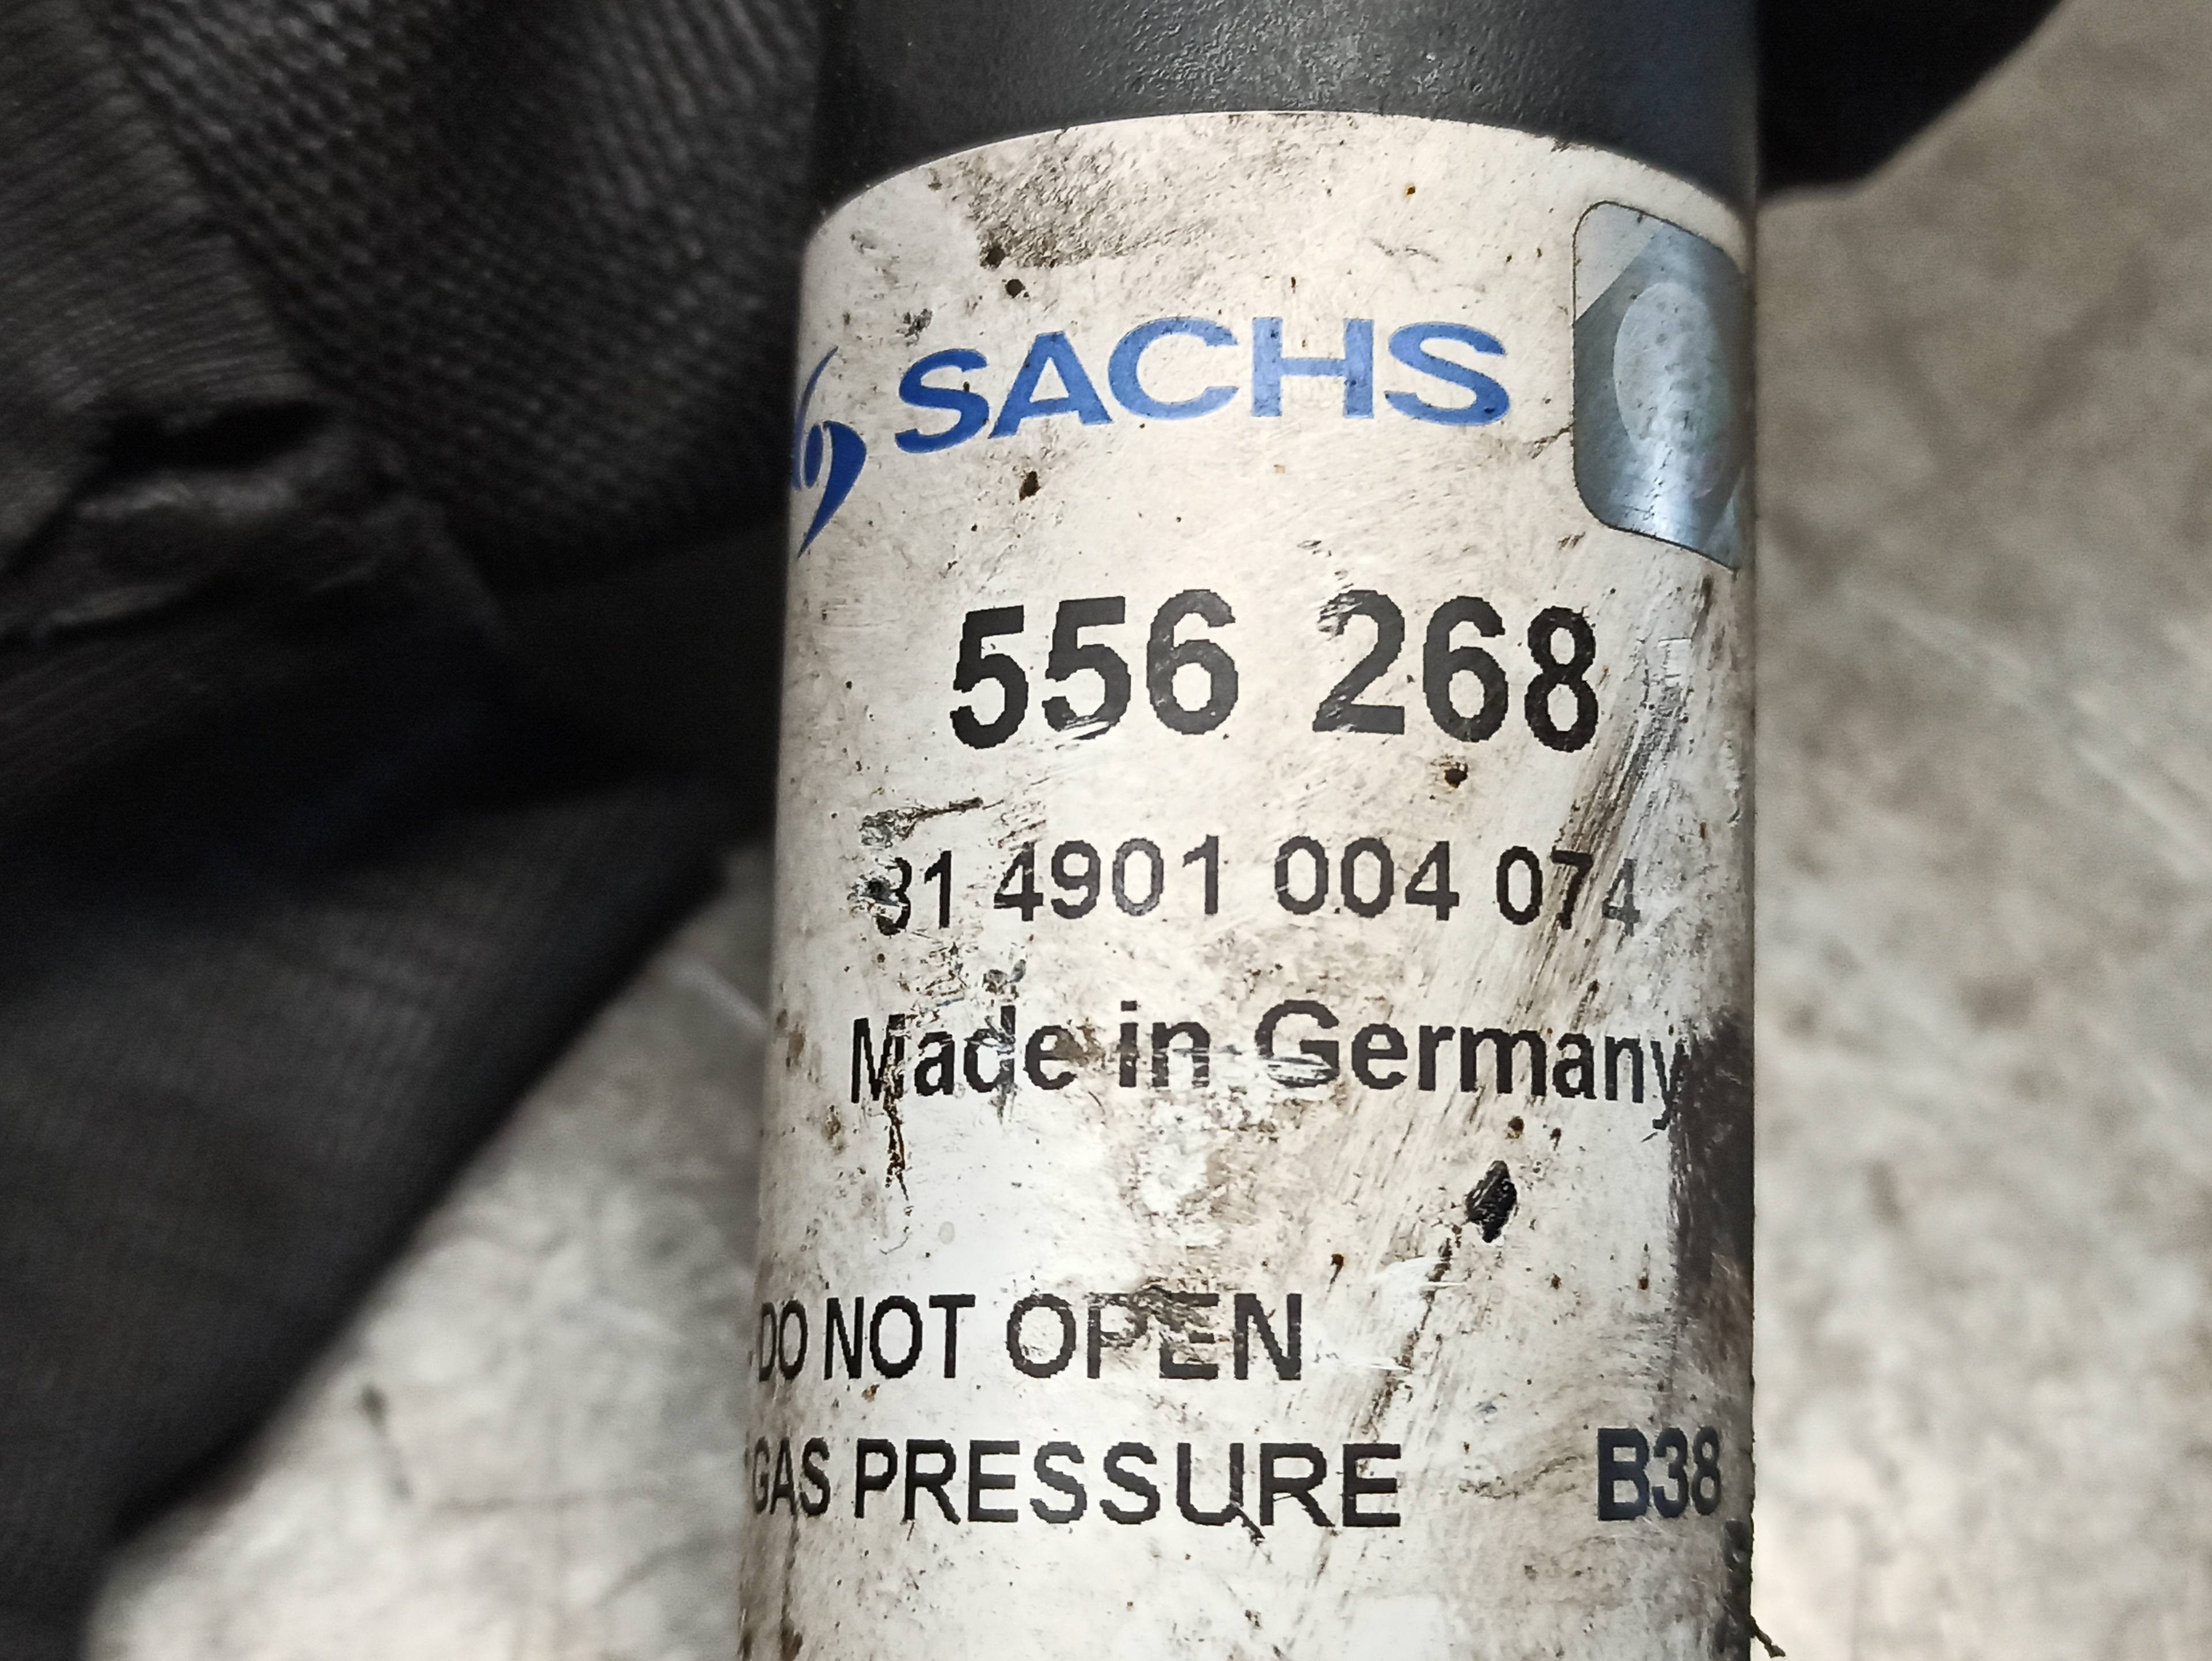 SACHS
556 268
31 4901 004 074
Made in Germany
DO NOT OPEN
GAS PRESSURE B38